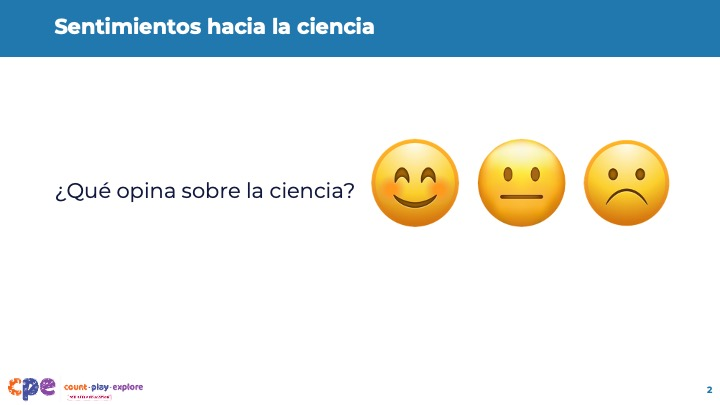 Sentimientos hacia la ciencia
¿Qué opina sobre la ciencia?
cpe
count·play·explore
2